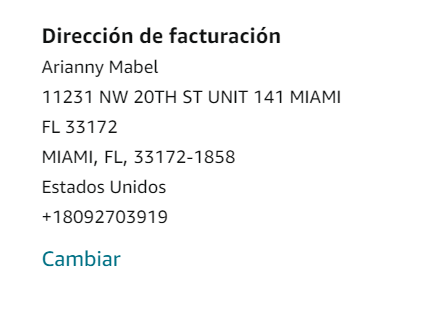 Dirección de facturación
Arianny Mabel
11231 NW 20TH ST UNIT 141 MIAMI
FL 33172
MIAMI, FL, 33172-1858
Estados Unidos
+18092703919
Cambiar